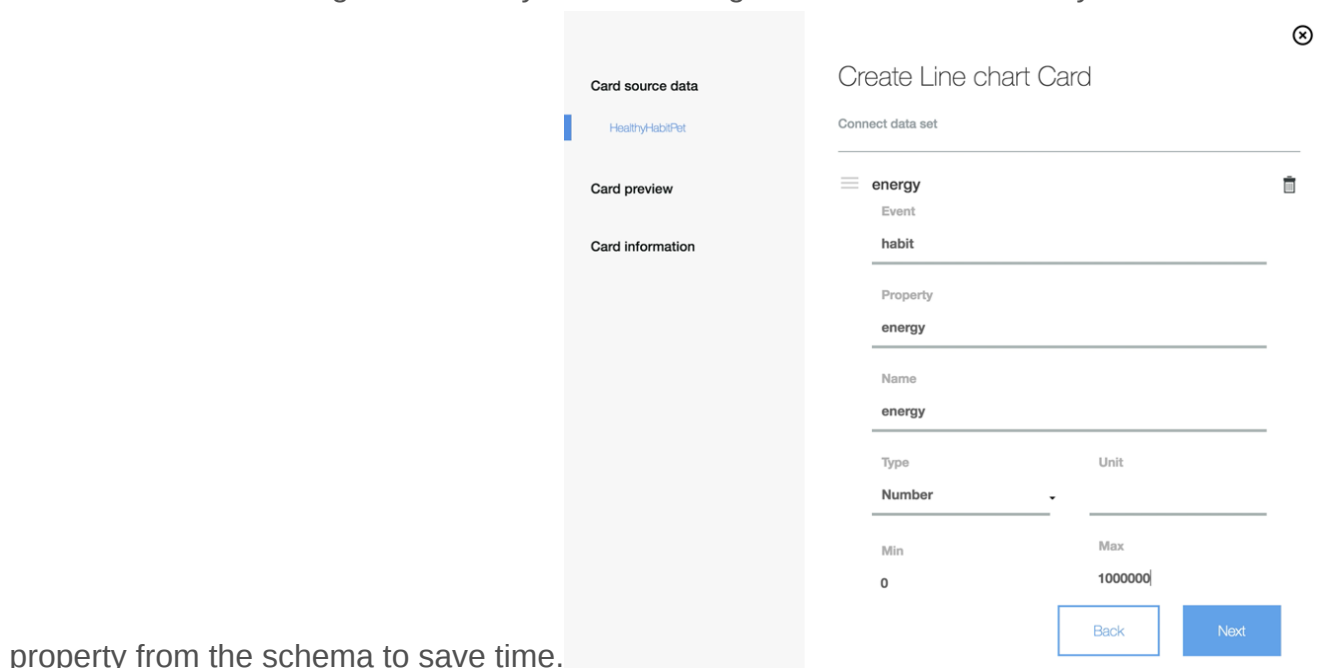 Create Line chart Card
Card source data
HealthyHabitPet
Connect data set
Card preview
energy
Event
Card information
habit
Property
energy
Name
energy
Type Unit
Number
Min Max
0 1000000
Back Next
property from the schema to save time.